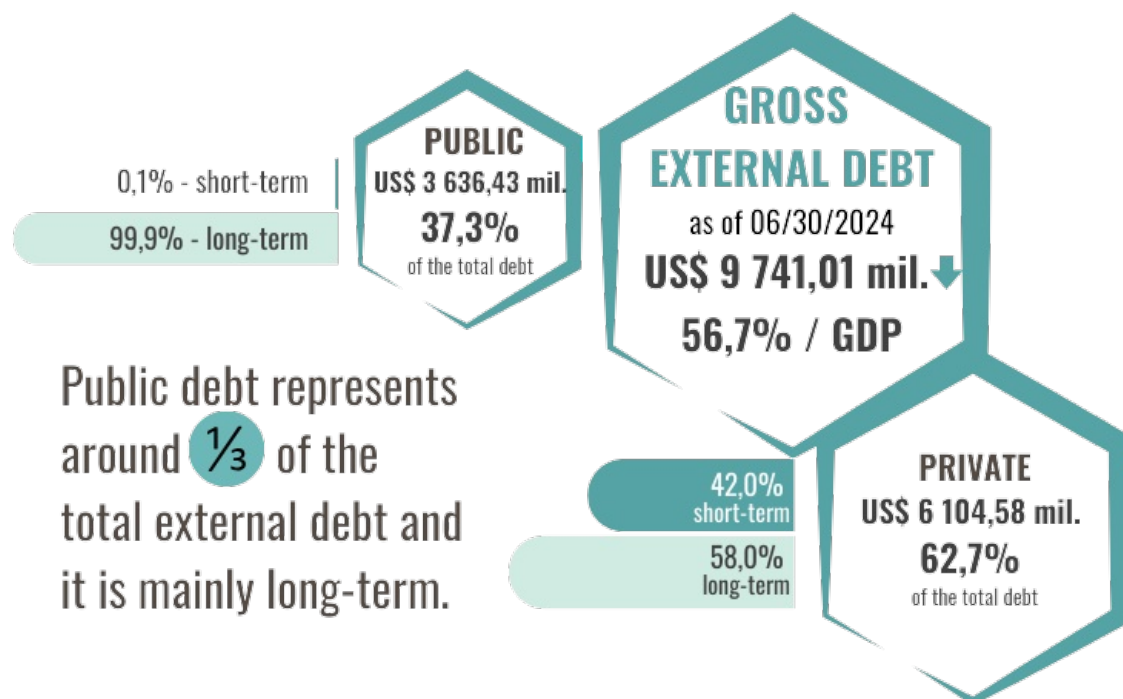 GROSS
EXTERNAL DEBT
as of 06/30/2024
US$ 9 741,01 mil.
56,7% / GDP
PUBLIC
US$ 3 636,43 mil.
37,3%
of the total debt
0,1% - short-term
99,9% - long-term
Public debt represents
around ⅓ of the
total external debt and
it is mainly long-term.
PRIVATE
US$ 6 104,58 mil.
62,7%
of the total debt
42,0%
short-term
58,0%
long-term